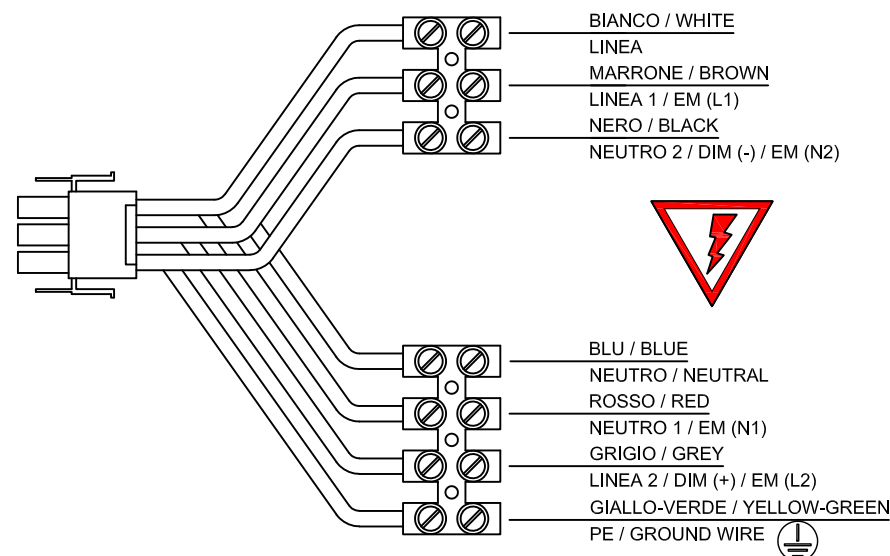 BIANCO / WHITE
LINEA
MARRONE / BROWN
LINEA 1 / EM (L1)
NERO / BLACK
NEUTRO 2 / DIM (-) / EM (N2)
BLU / BLUE
NEUTRO / NEUTRAL
ROSSO / RED
NEUTRO 1 / EM (N1)
GRIGIO / GREY
LINEA 2 / DIM (+) / EM (L2)
GIALLO-VERDE / YELLOW-GREEN
PE / GROUND WIRE